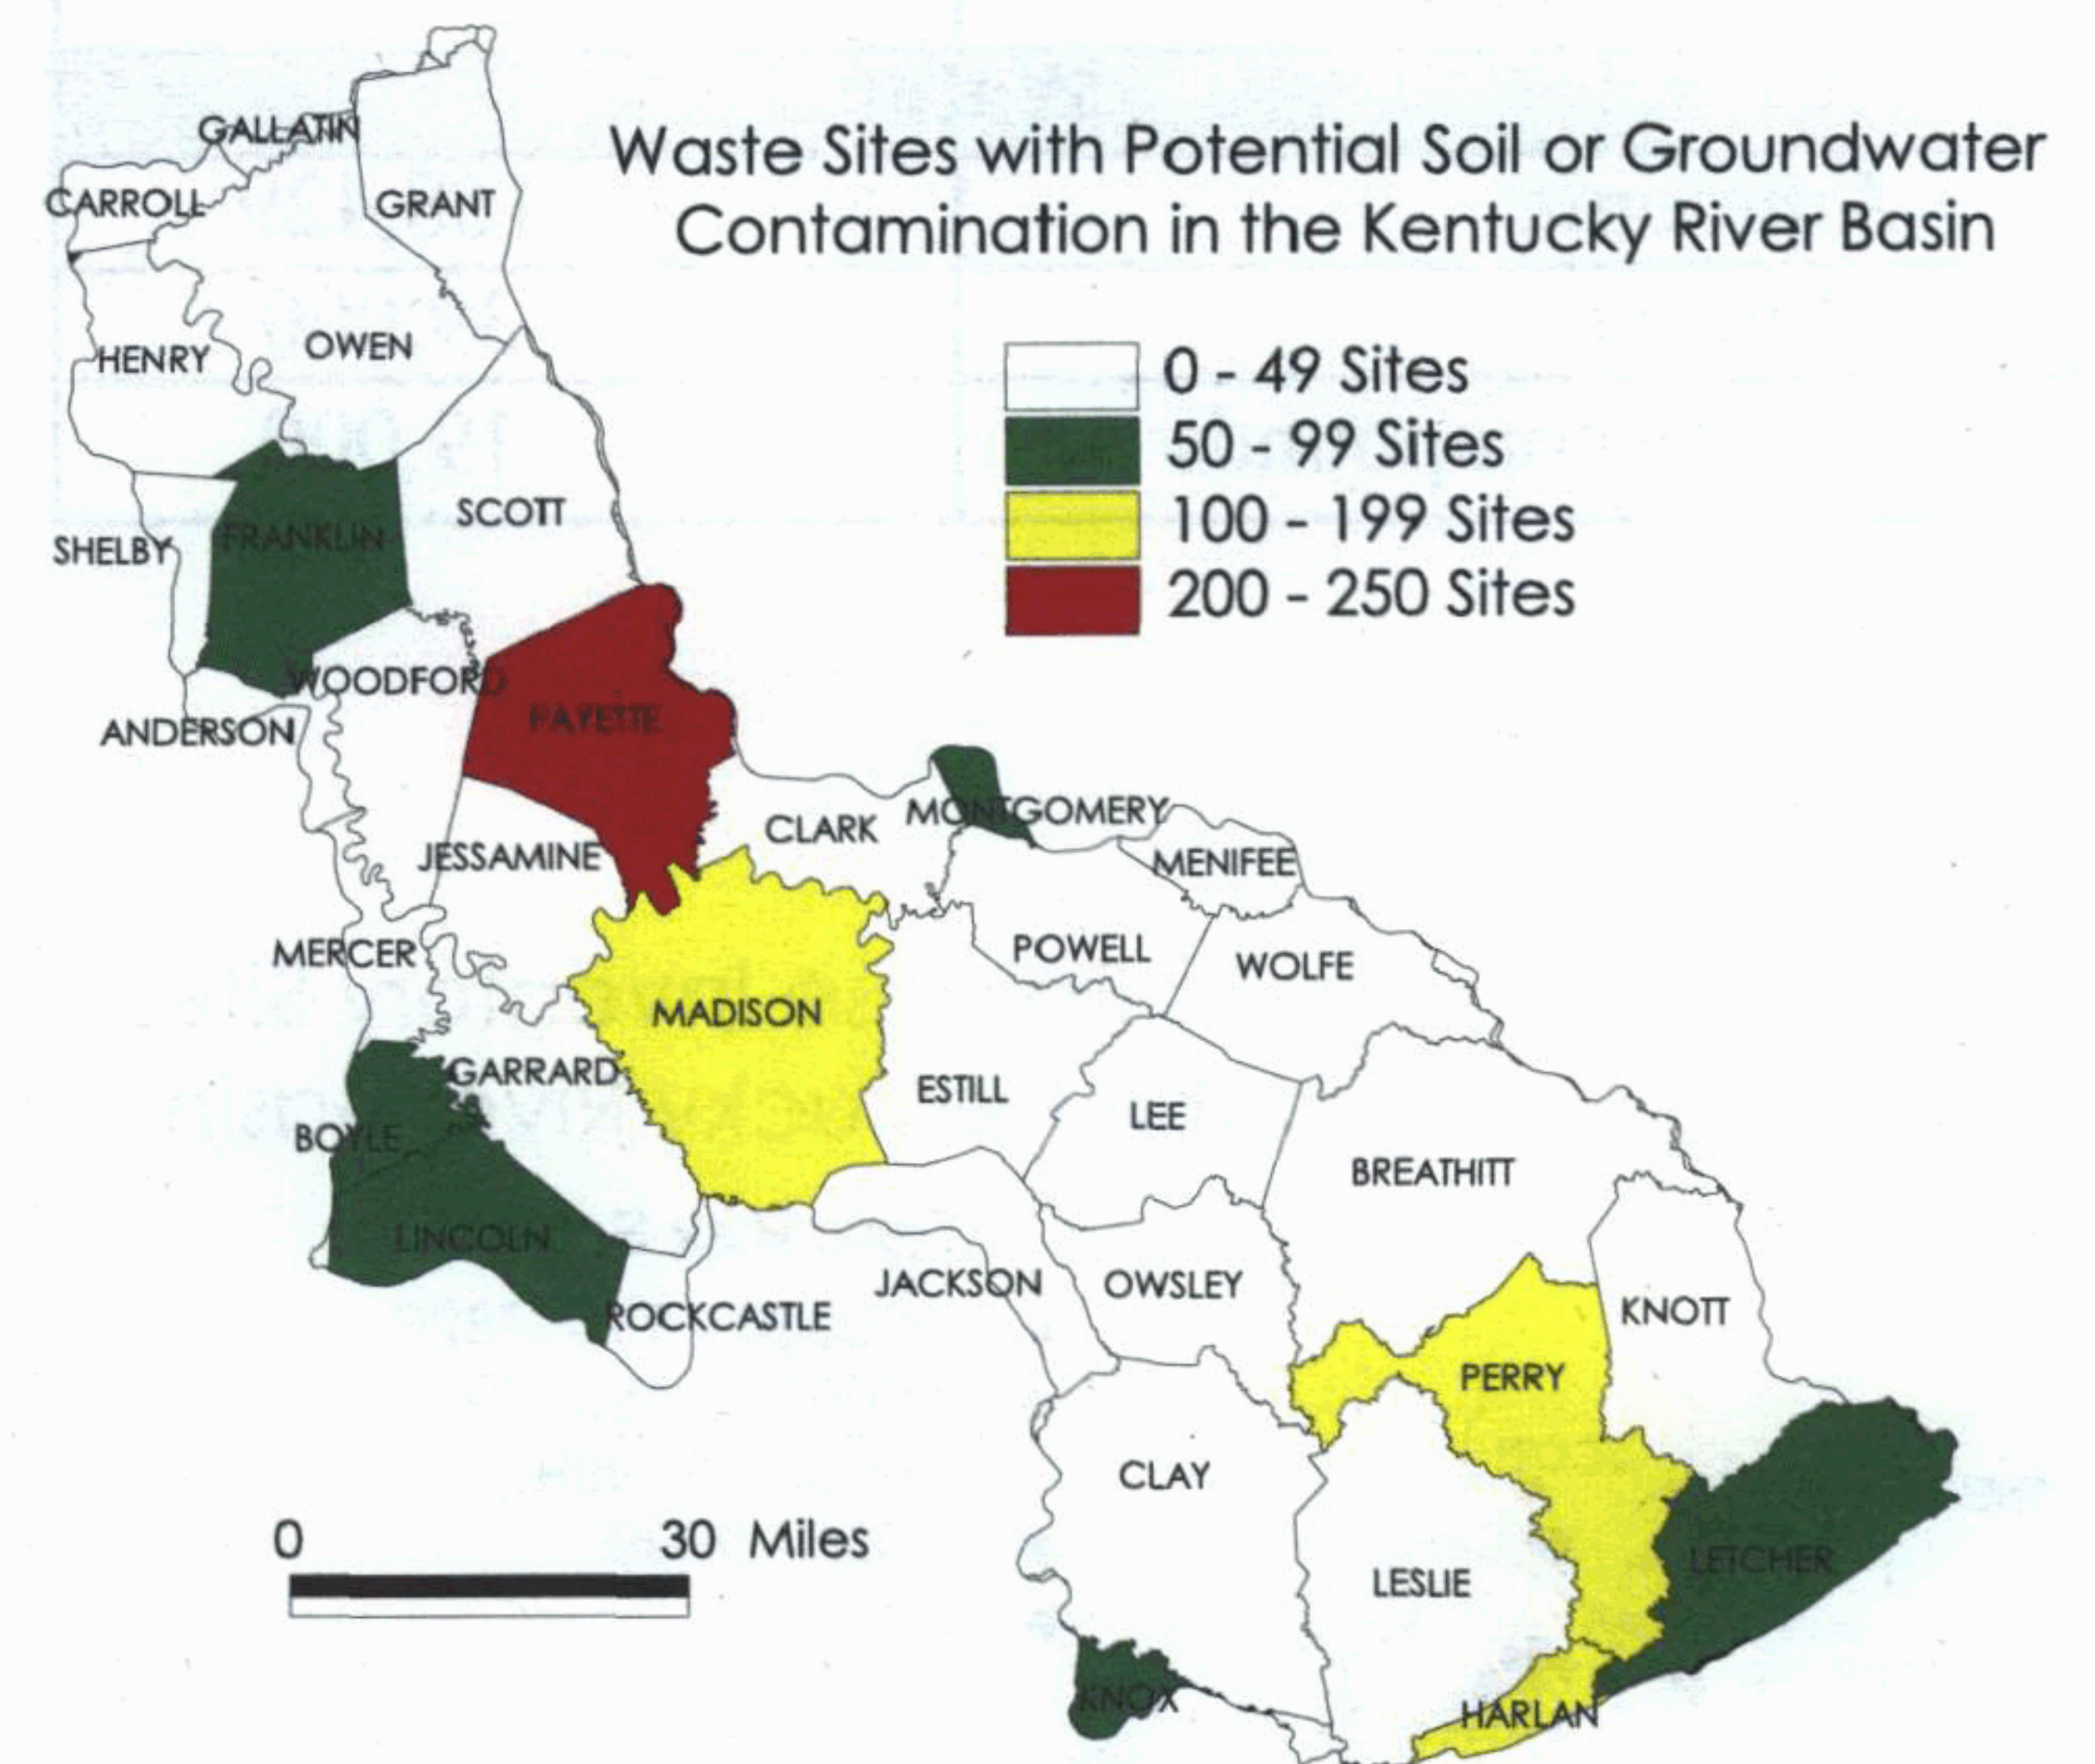 Waste Sites with Potential Soil or Groundwater
Contamination in the Kentucky River Basin
0 - 49 Sites
50 - 99 Sites
100 - 199 Sites
200 - 250 Sites
GALLATIN
CARROLL
GRANT
HENRY
OWEN
SCOTT
FRANKLIN
SHELBY
WOODFORD
FAYETTE
ANDERSON
MONTGOMERY
CLARK
JESSAMINE
MENIFEE
MERCER
POWELL
WOLFE
MADISON
GARRARD
ESTILL
LEE
BOYLE
BREATHITT
LINCOLN
JACKSON
OWSLEY
ROCKCASTLE
KNOTT
PERRY
CLAY
0
30 Miles
LETCHER
LESLIE
KNOX
HARLAN